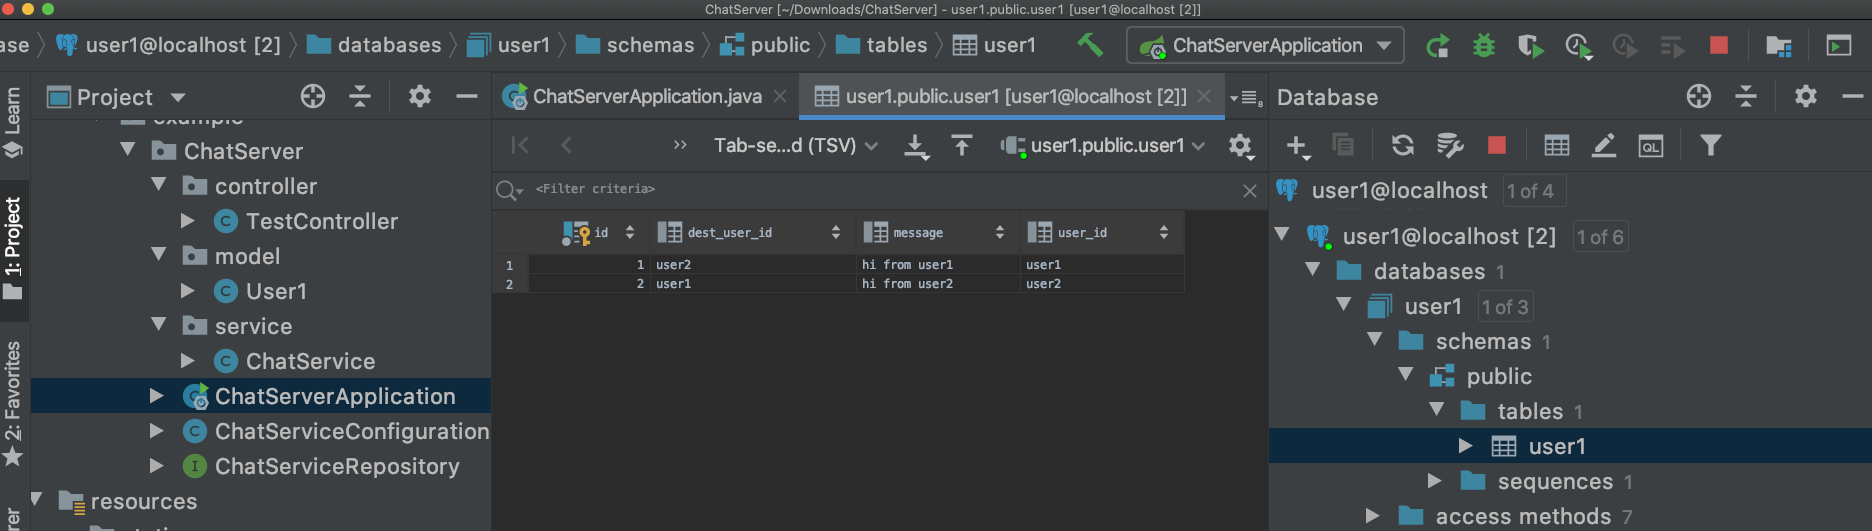 ChatServer [~/Downloads/ChatServer] - user1.public.user1 [user1@localhost [2]]
ase user1@localhost [2] databases user1 schemas public tables user1 ChatServerApplication
Learn
1: Project
2: Favorites
Project
example
ChatServer
controller
TestController
model
User1
service
ChatService
ChatServerApplication
ChatServiceConfiguration
ChatServiceRepository
resources
ChatServerApplication.java user1.public.user1 [user1@localhost [2]] 8
Tab-se...d (TSV) user1.public.user1
<Filter criteria>
id dest_user_id message user_id
1 1 user2 hi from user1 user1
2 2 user1 hi from user2 user2
Database
QL
user1@localhost 1 of 4
user1@localhost [2] 1 of 6
databases 1
user1 1 of 3
schemas 1
public
tables 1
user1
sequences 1
access methods 7